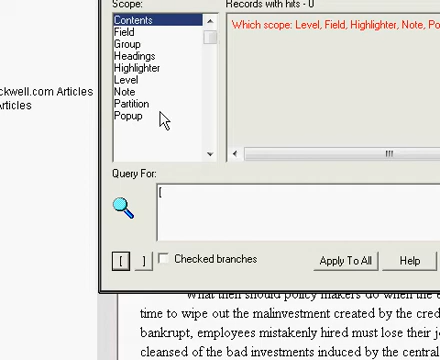 Scope:
Records with hits - 0
Contents
Field
Group
Headings
Highlighter
Level
Note
Partition
Popup
Which scope: Level, Field, Highlighter, Note, Po
ckwell.com Articles
Articles
Query For:
[
[ ]
Checked branches
Apply To All
Help
What then should policy makers do when the e
time to wipe out the malinvestment created by the cred
bankrupt, employees mistakenly hired must lose their jo
cleansed of the bad investments induced by the central